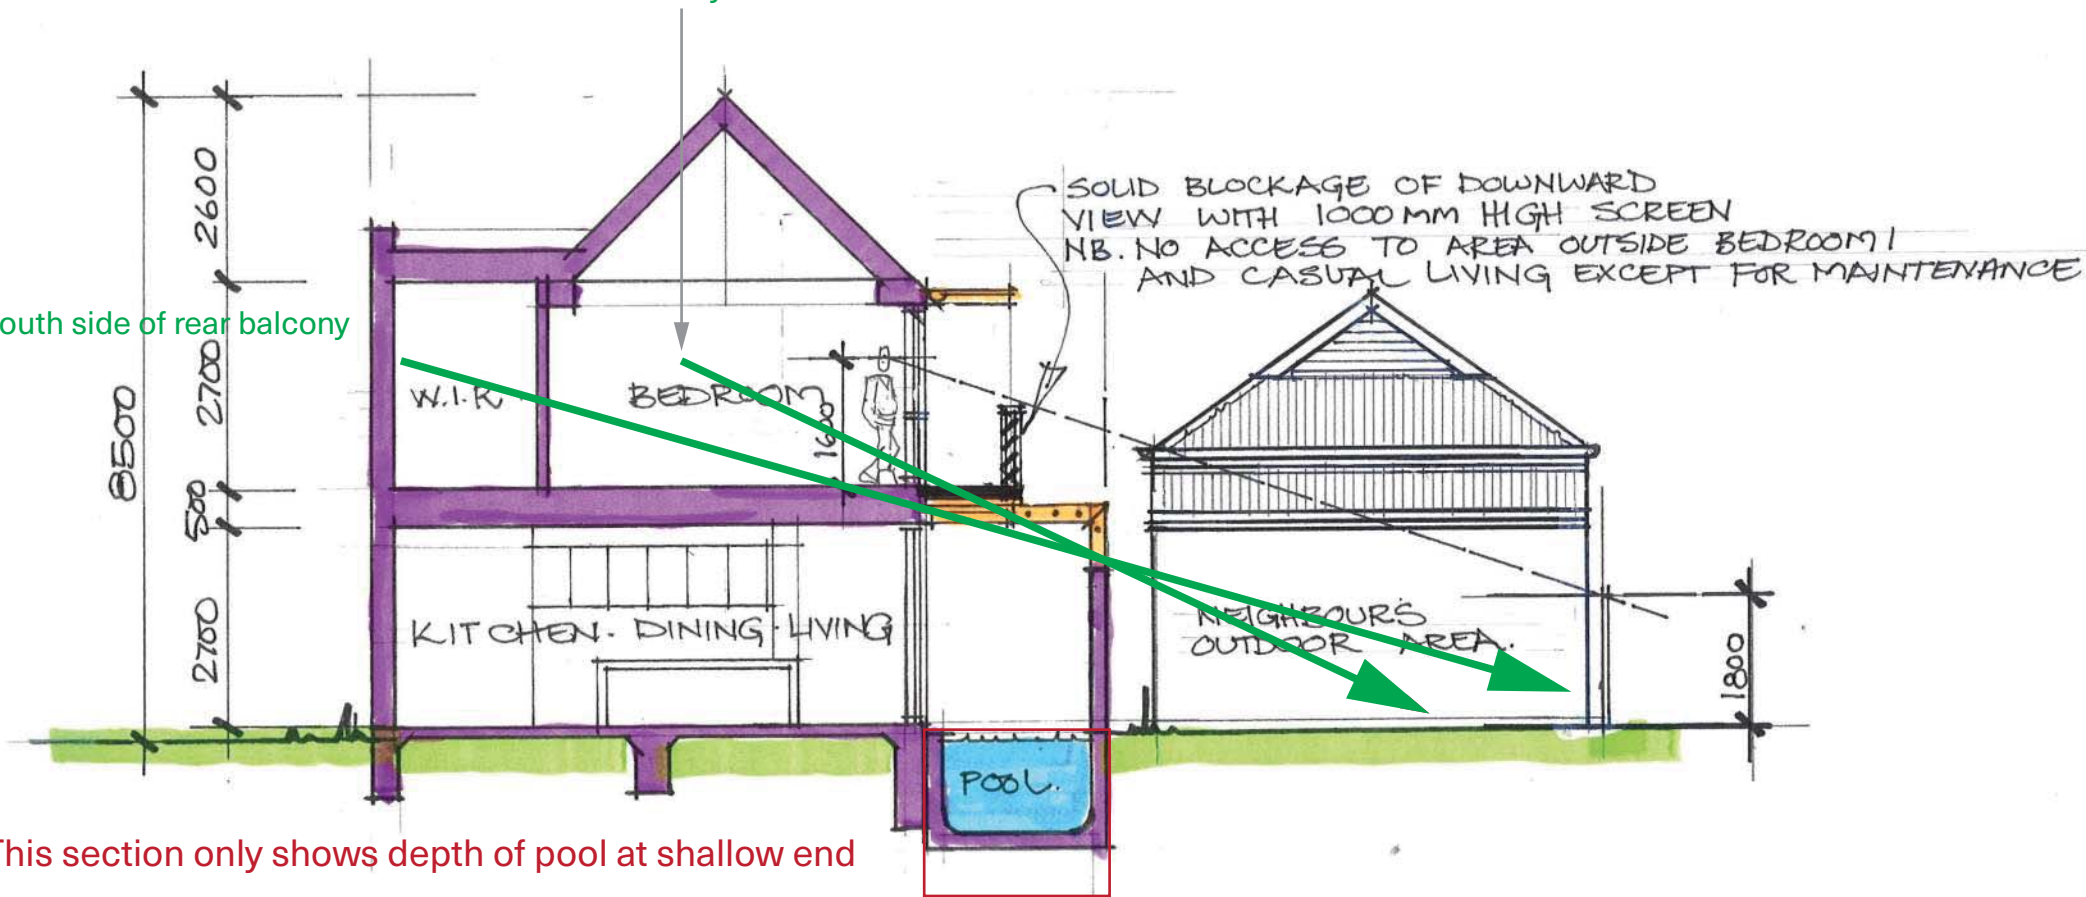 SOLID BLOCKAGE OF DOWNWARD
VIEW WITH 1000MM HIGH SCREEN
NB. NO ACCESS TO AREA OUTSIDE BEDROOM 1
AND CASUAL LIVING EXCEPT FOR MAINTENANCE
2600
outh side of rear balcony
2700
8500
W.I.R
BEDROOM
1600
500
2700
KITCHEN. DINING. LIVING
NEIGHBOUR'S
OUTDOOR AREA.
1800
POOL.
This section only shows depth of pool at shallow end